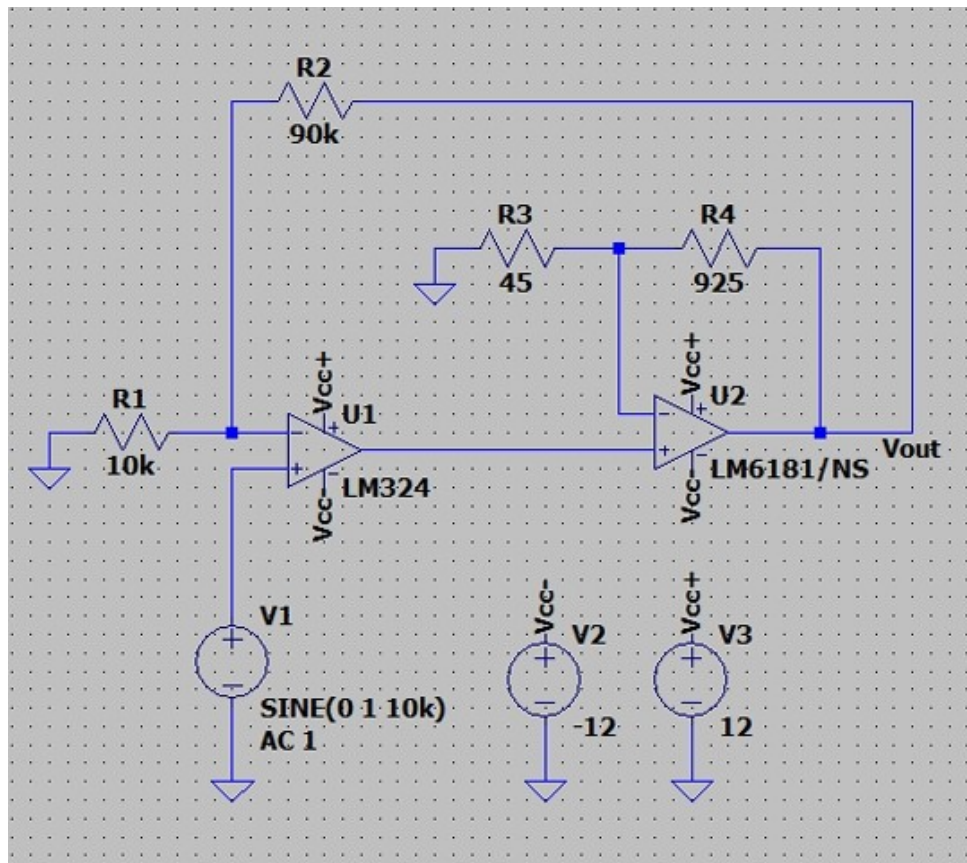 R2
90k
R3
45
R4
925
R1
10k
Vcc+
U1
LM324
Vcc-
Vcc+
U2
LM6181/NS
Vcc-
Vout
V1
SINE(0 1 10k)
AC 1
Vcc-
V2
-12
Vcc+
V3
12